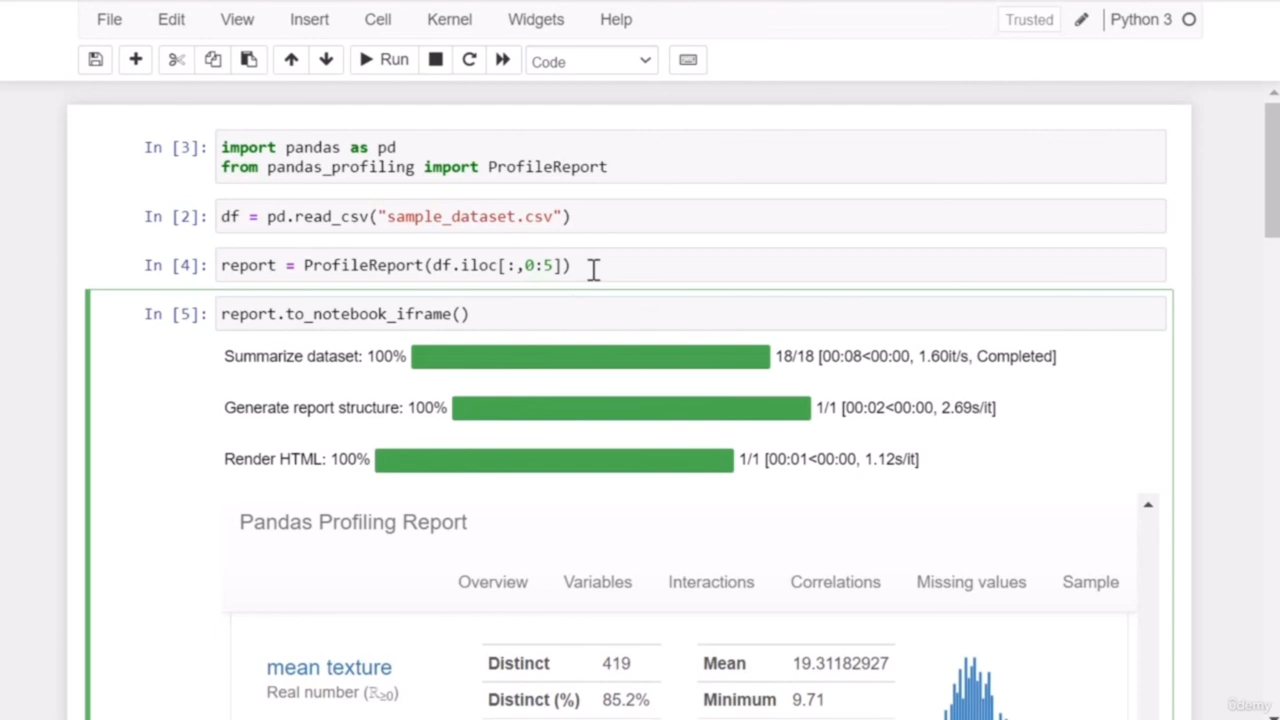 File Edit View Insert Cell Kernel Widgets Help Trusted Python 3
Run Code
In [3]: import pandas as pd
from pandas_profiling import ProfileReport
In [2]: df = pd.read_csv("sample_dataset.csv")
In [4]: report = ProfileReport(df.iloc[:,0:5])
In [5]: report.to_notebook_iframe()
Summarize dataset: 100% 18/18 [00:08<00:00, 1.60it/s, Completed]
Generate report structure: 100% 1/1 [00:02<00:00, 2.69s/it]
Render HTML: 100% 1/1 [00:01<00:00, 1.12s/it]
Pandas Profiling Report
Overview Variables Interactions Correlations Missing values Sample
mean texture Distinct 419 Mean 19.31182927
Real number (ℝ≥0) Distinct (%) 85.2% Minimum 9.71
ûdemy